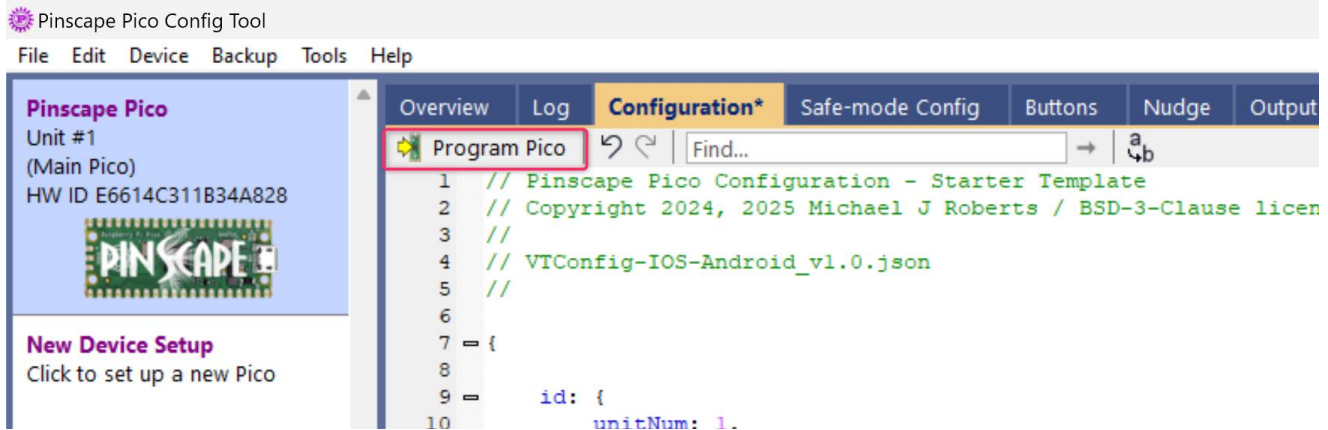 Pinscape Pico Config Tool
File Edit Device Backup Tools Help
Pinscape Pico
Unit #1
(Main Pico)
HW ID E6614C311B34A828
PINSCAPE
New Device Setup
Click to set up a new Pico
Overview Log Configuration* Safe-mode Config Buttons Nudge Output
Program Pico Find...
1 // Pinscape Pico Configuration - Starter Template
2 // Copyright 2024, 2025 Michael J Roberts / BSD-3-Clause licen
3 //
4 // VTConfig-IOS-Android_v1.0.json
5 //
6
7 {
8
9 id: {
10 unitNum: 1,